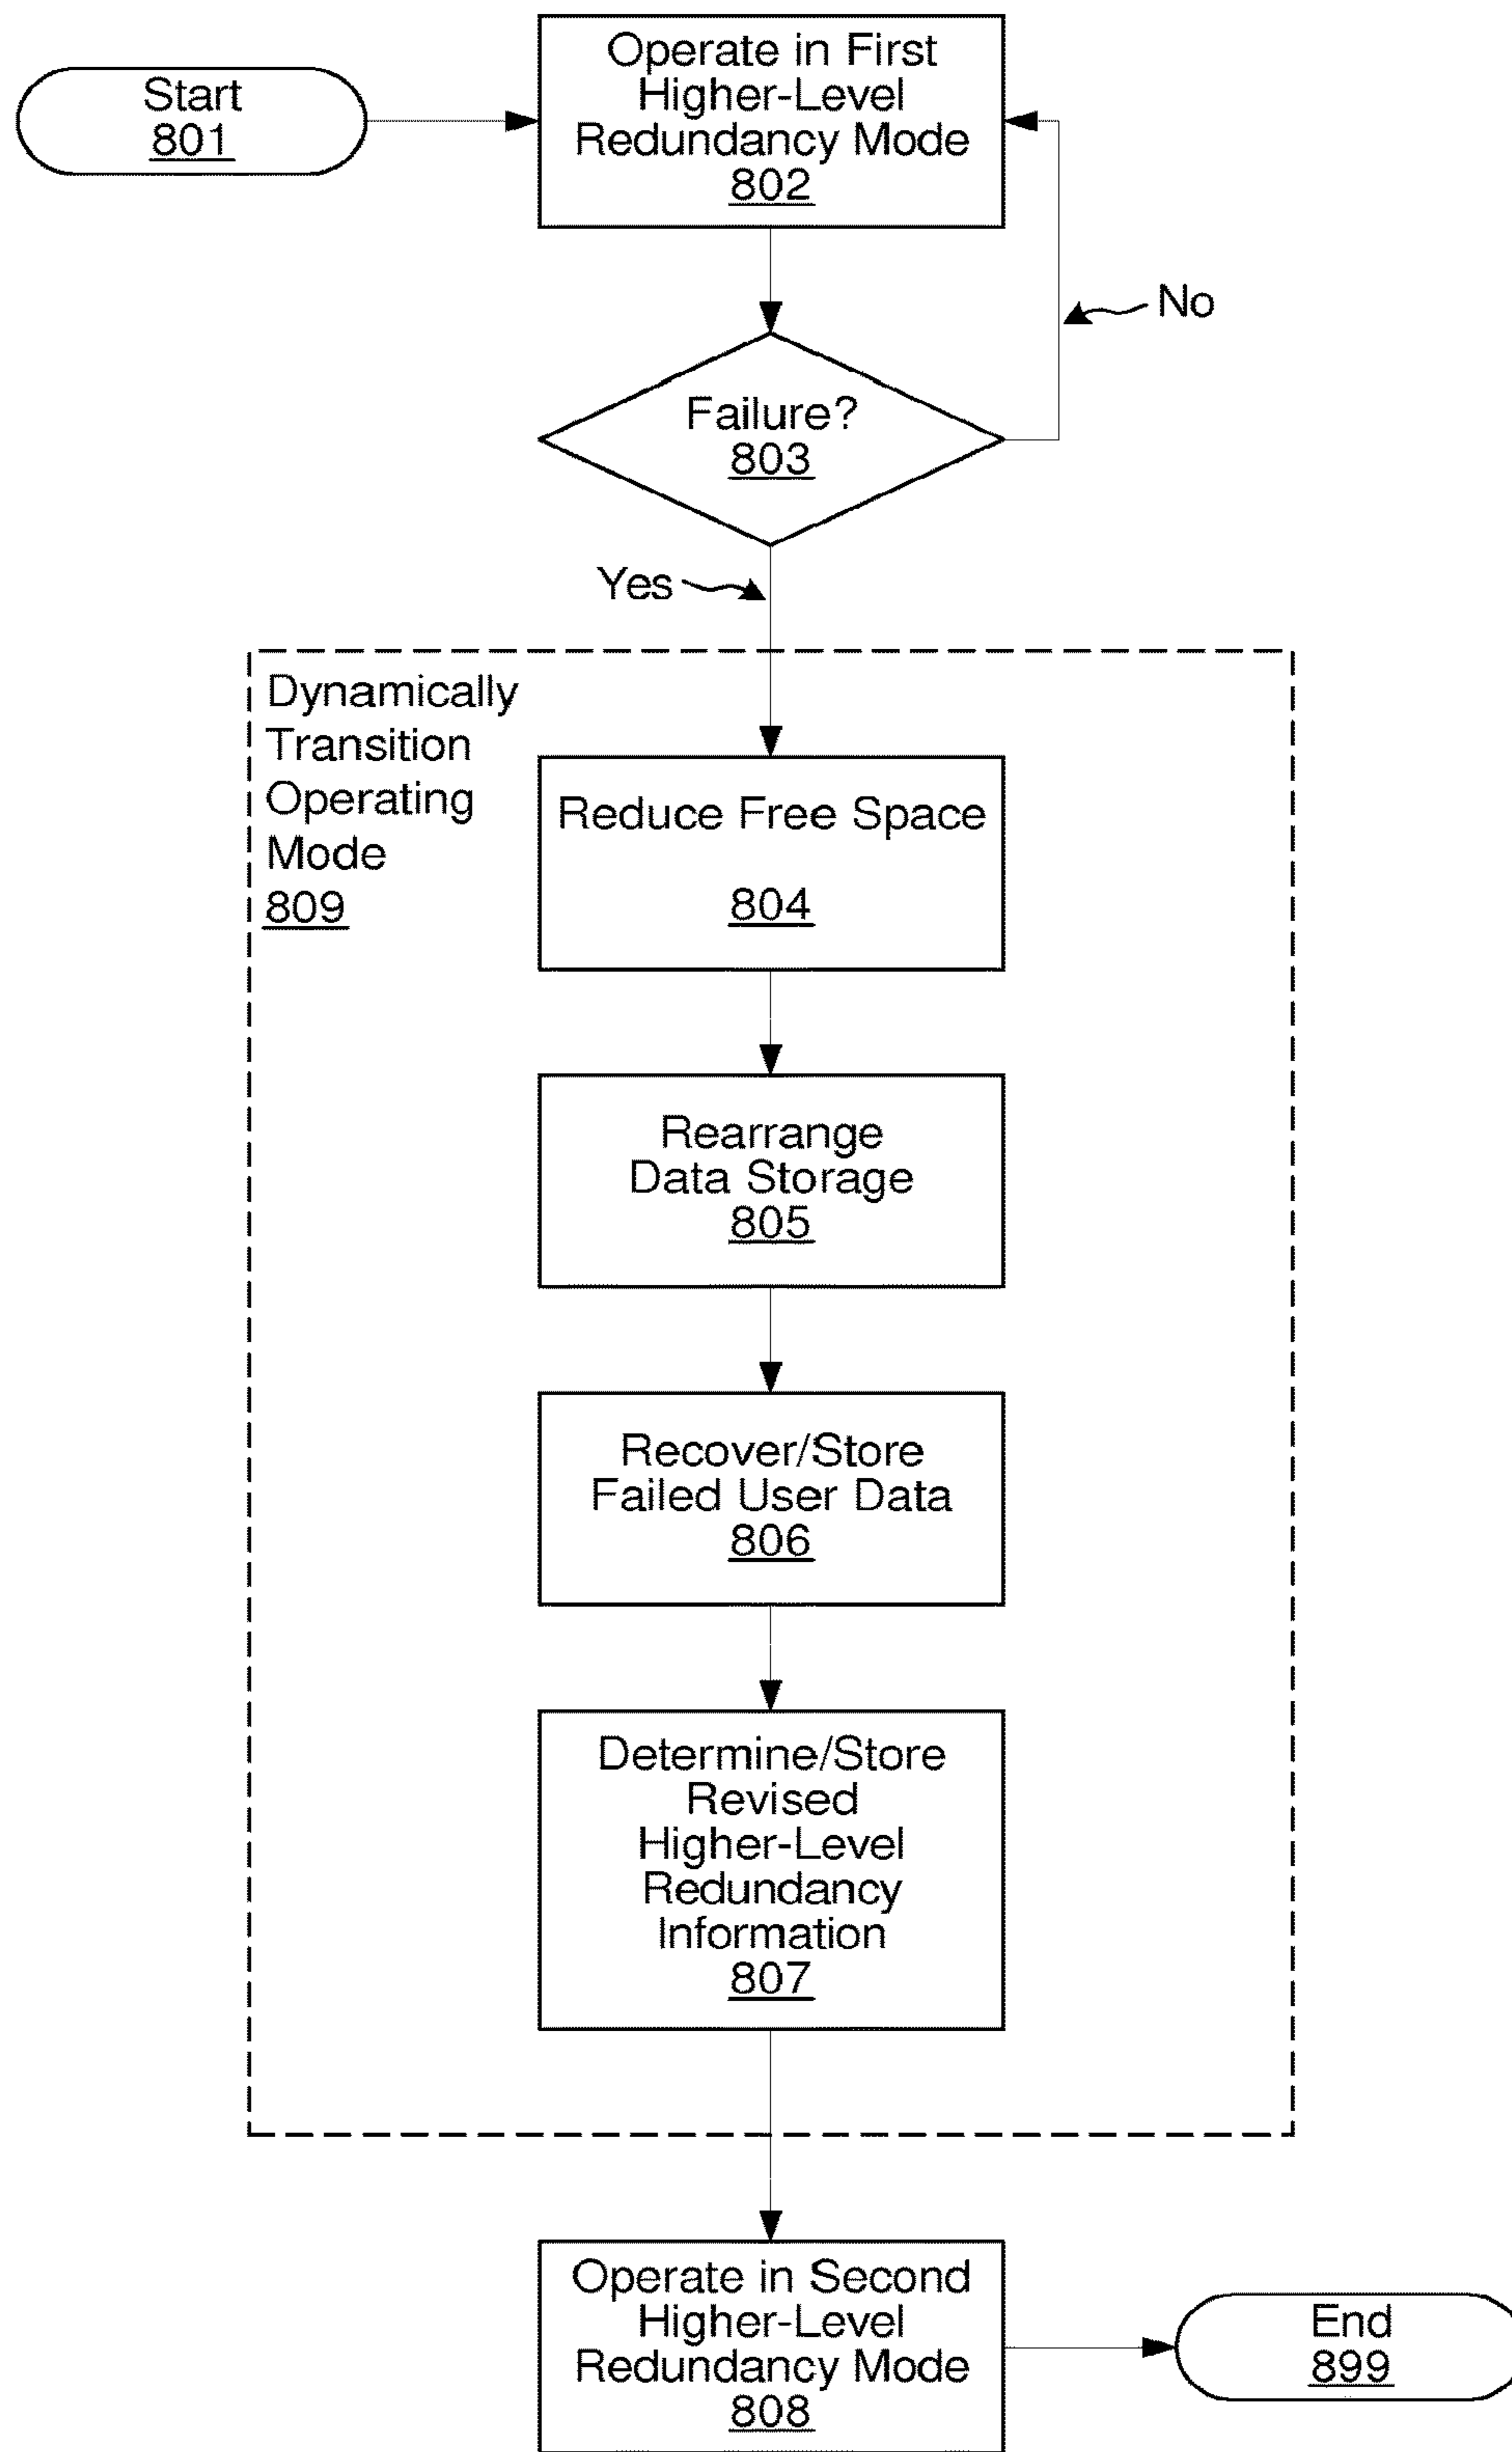 Start
801
Operate in First
Higher-Level
Redundancy Mode
802
No
Failure?
803
Yes
Dynamically
Transition
Operating
Mode
809
Reduce Free Space
804
Rearrange
Data Storage
805
Recover/Store
Failed User Data
806
Determine/Store
Revised
Higher-Level
Redundancy
Information
807
Operate in Second
Higher-Level
Redundancy Mode
808
End
899